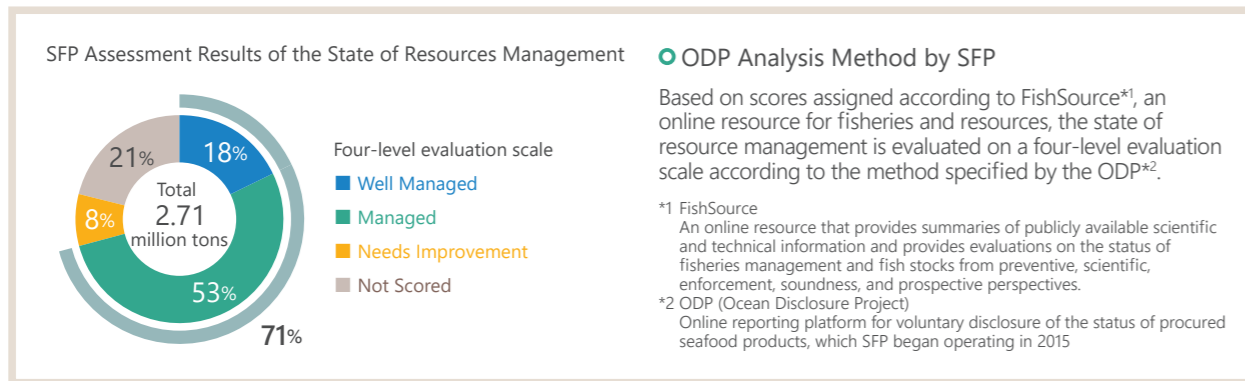 SFP Assessment Results of the State of Resources Management
18%
21%
8%
53%
71%
Total
2.71
million tons
Four-level evaluation scale
Well Managed
Managed
Needs Improvement
Not Scored
ODP Analysis Method by SFP
Based on scores assigned according to FishSource*1, an
online resource for fisheries and resources, the state of
resource management is evaluated on a four-level evaluation
scale according to the method specified by the ODP*2.
*1 FishSource
An online resource that provides summaries of publicly available scientific
and technical information and provides evaluations on the status of
fisheries management and fish stocks from preventive, scientific,
enforcement, soundness, and prospective perspectives.
*2 ODP (Ocean Disclosure Project)
Online reporting platform for voluntary disclosure of the status of procured
seafood products, which SFP began operating in 2015